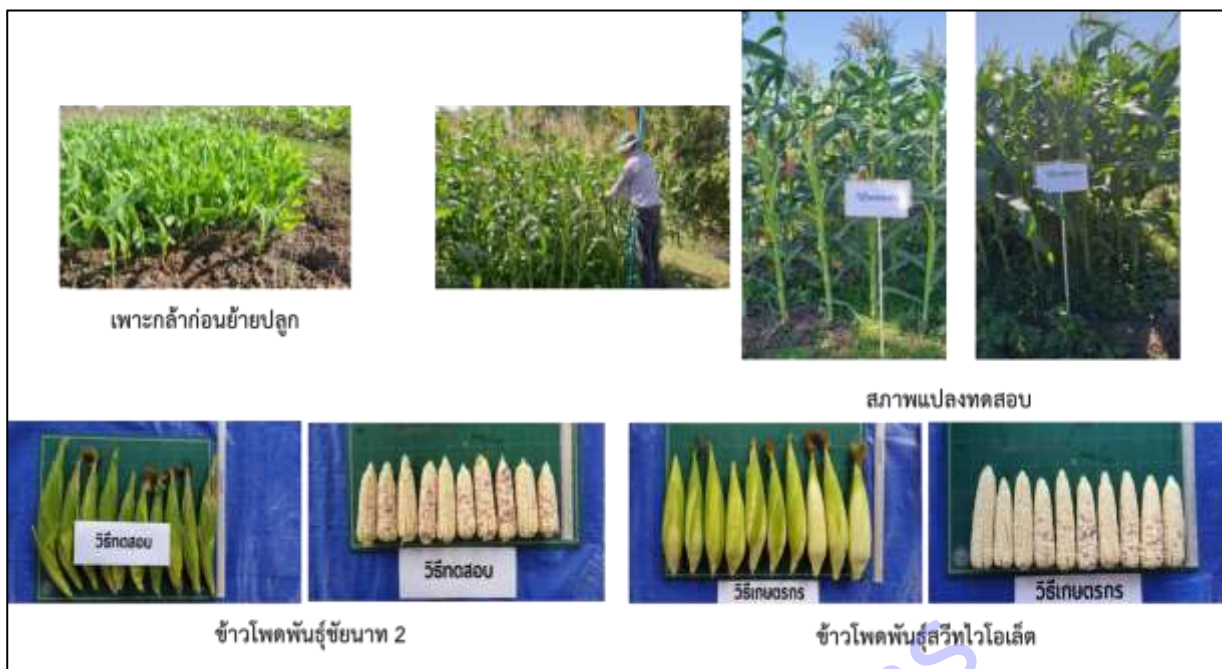 เพาะกล้าก่อนย้ายปลูก
สภาพแปลงทดสอบ
วิธีทดสอบ
วิธีทดสอบ
วิธีเกษตรกร
วิธีเกษตรกร
ข้าวโพดพันธุ์ชัยนาท 2
ข้าวโพดพันธุ์สวีทไวโอเล็ต